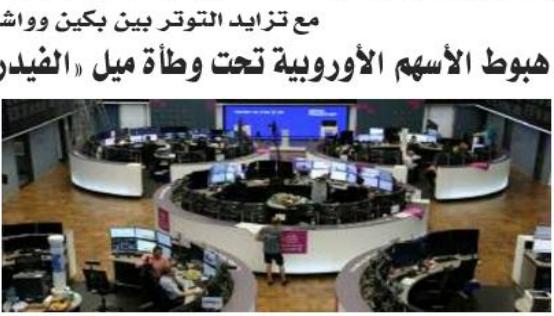 مع تزايد التوتر بين بكين وواش
هبوط الأسهم الأوروبية تحت وطأة ميل «الفيدر